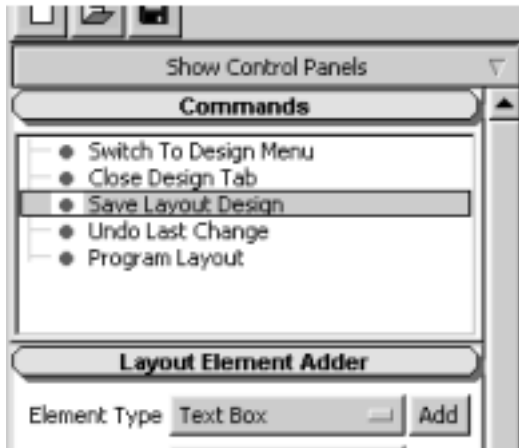 Show Control Panels
Commands
Switch To Design Menu
Close Design Tab
Save Layout Design
Undo Last Change
Program Layout
Layout Element Adder
Element Type Text Box Add